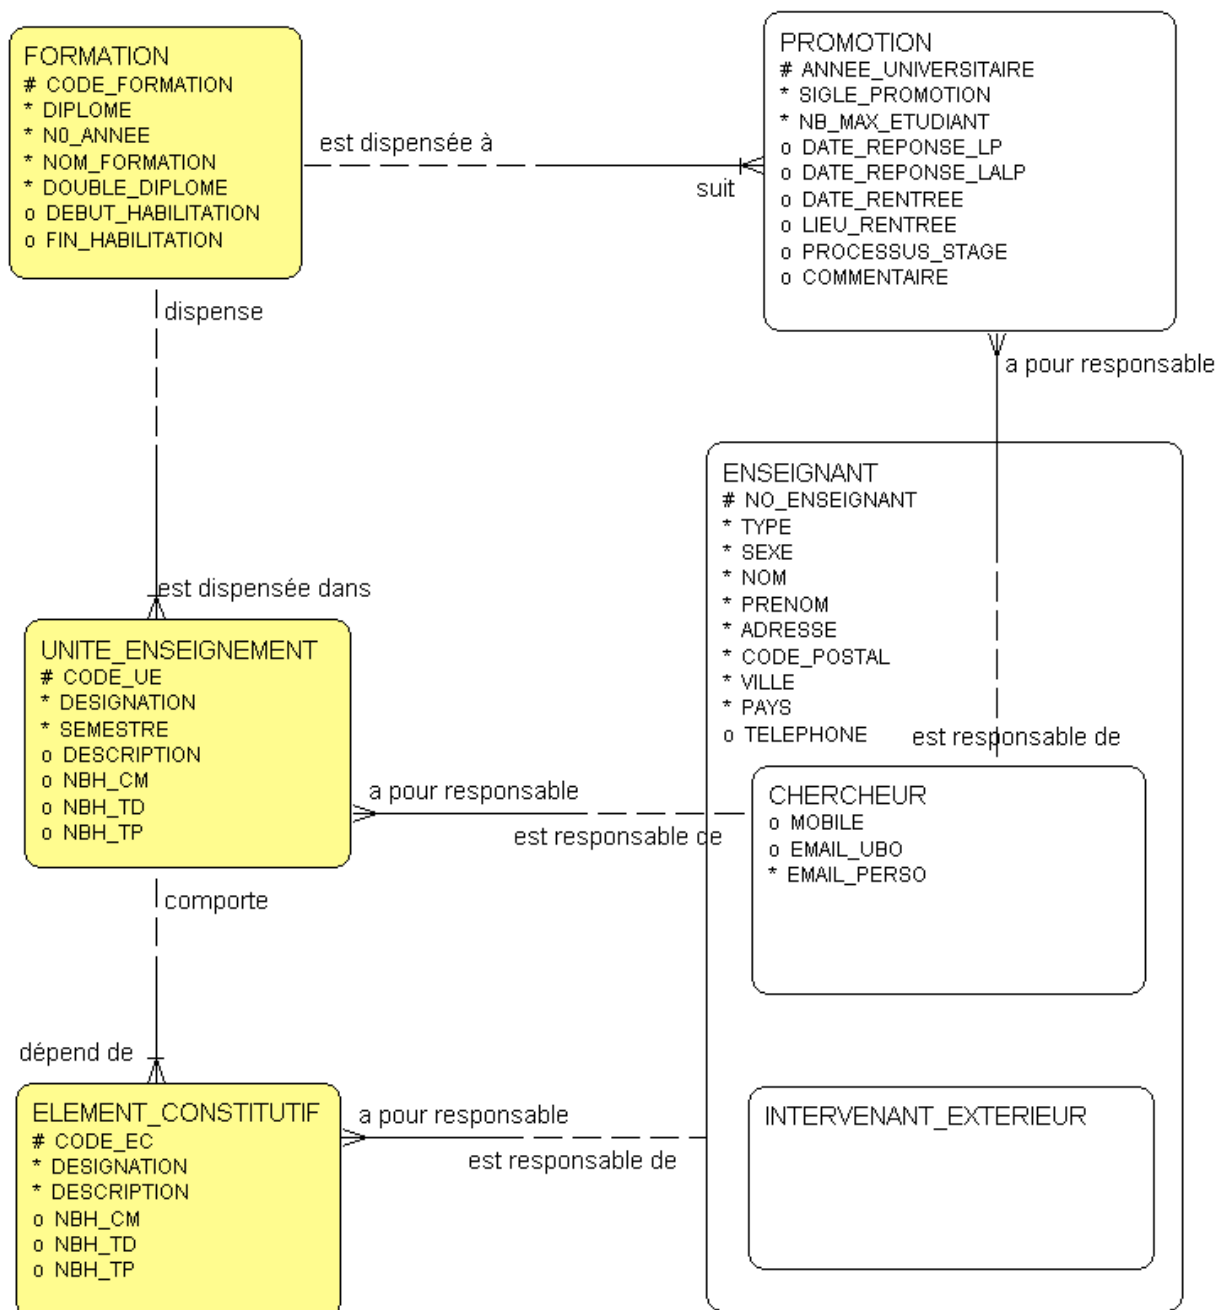 FORMATION
# CODE_FORMATION
* DIPLOME
* NO_ANNEE
* NOM_FORMATION
* DOUBLE_DIPLOME
o DEBUT_HABILITATION
o FIN_HABILITATION
est dispensée à
suit
PROMOTION
# ANNEE_UNIVERSITAIRE
* SIGLE_PROMOTION
* NB_MAX_ETUDIANT
o DATE_REPONSE_LP
o DATE_REPONSE_LALP
o DATE_RENTREE
o LIEU_RENTREE
o PROCESSUS_STAGE
o COMMENTAIRE
dispense
a pour responsable
est dispensée dans
ENSEIGNANT
# NO_ENSEIGNANT
* TYPE
* SEXE
* NOM
* PRENOM
* ADRESSE
* CODE_POSTAL
* VILLE
* PAYS
o TELEPHONE
est responsable de
UNITE_ENSEIGNEMENT
# CODE_UE
* DESIGNATION
* SEMESTRE
o DESCRIPTION
o NBH_CM
o NBH_TD
o NBH_TP
a pour responsable
est responsable de
CHERCHEUR
o MOBILE
o EMAIL_UBO
* EMAIL_PERSO
comporte
dépend de
ELEMENT_CONSTITUTIF
# CODE_EC
* DESIGNATION
* DESCRIPTION
o NBH_CM
o NBH_TD
o NBH_TP
a pour responsable
est responsable de
INTERVENANT_EXTERIEUR